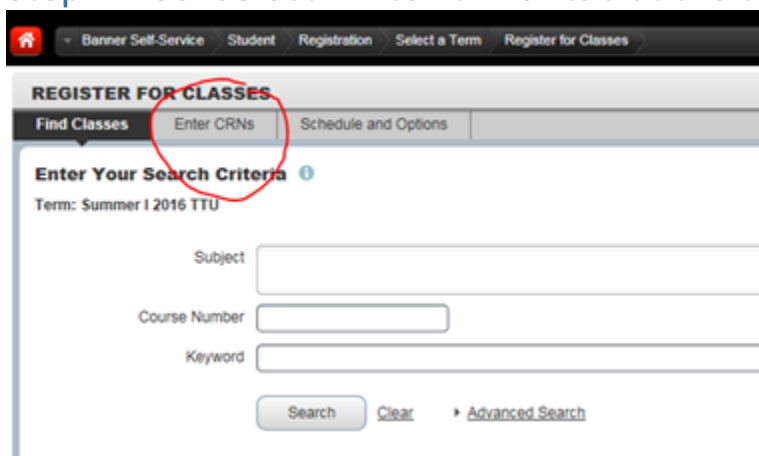 Banner Self-Service Student Registration Select a Term Register for Classes
REGISTER FOR CLASSES
Find Classes Enter CRNs Schedule and Options
Enter Your Search Criteria
Term: Summer I 2016 TTU
Subject
Course Number
Keyword
Search Clear Advanced Search